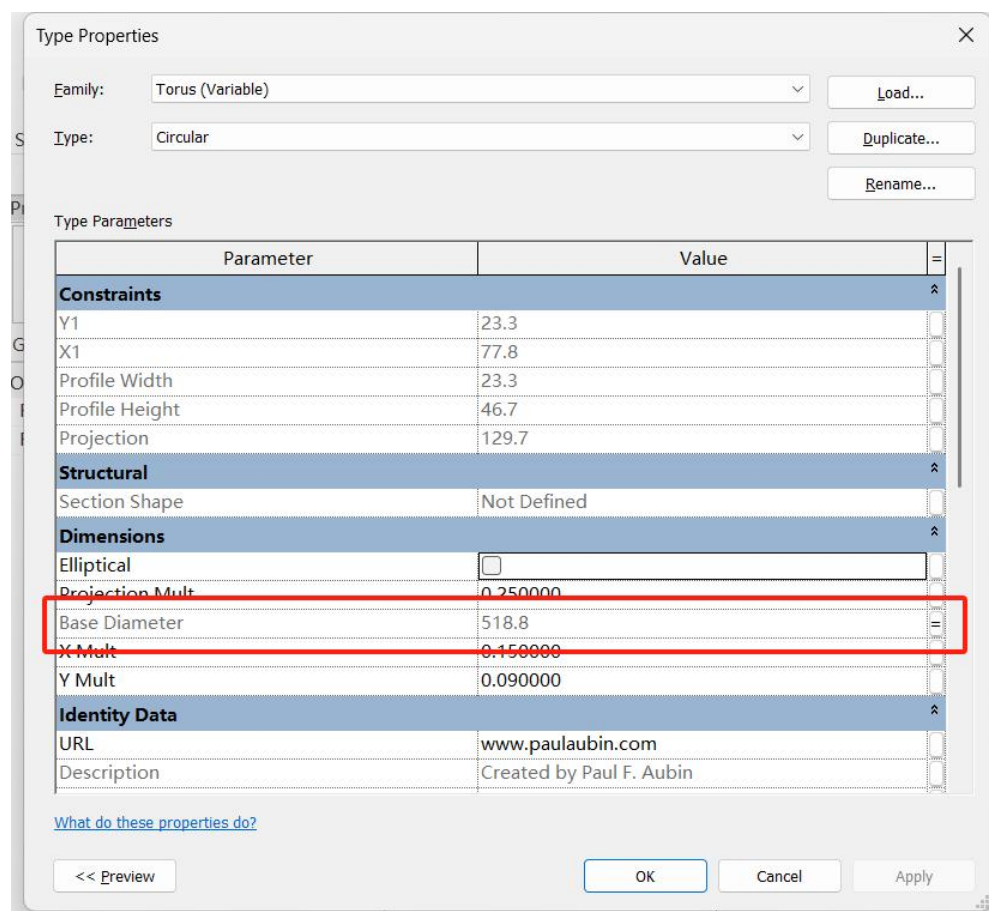 Type Properties
Family: Torus (Variable) Load...
S Type: Circular Duplicate...
Rename...
Type Parameters
Parameter Value =
Constraints
Y1 23.3
G X1 77.8
O Profile Width 23.3
Profile Height 46.7
Projection 129.7
Structural
Section Shape Not Defined
Dimensions
Elliptical
Projection Mult 0.250000
Base Diameter 518.8 =
X Mult 0.150000
Y Mult 0.090000
Identity Data
URL www.paulaubin.com
Description Created by Paul F. Aubin
What do these properties do?
<< Preview OK Cancel Apply